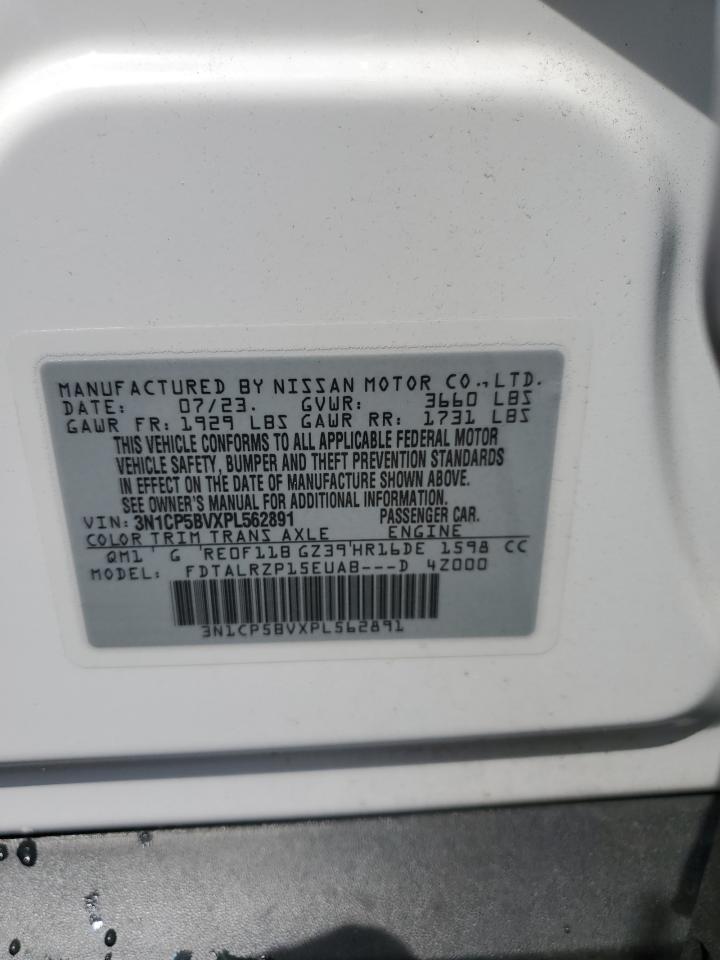 MANUFACTURED BY NISSAN MOTOR CO., LTD.
DATE: 07/23. GVWR: 3660 LBS
GAWR FR: 1929 LBS GAWR RR: 1731 LBS
THIS VEHICLE CONFORMS TO ALL APPLICABLE FEDERAL MOTOR
VEHICLE SAFETY, BUMPER AND THEFT PREVENTION STANDARDS
IN EFFECT ON THE DATE OF MANUFACTURE SHOWN ABOVE.
SEE OWNER'S MANUAL FOR ADDITIONAL INFORMATION.
VIN: 3N1CP5BVXPL562891 PASSENGER CAR.
COLOR TRIM TRANS AXLE ENGINE
QM1 G RE0F11B GZ39 HR16DE 1598 CC
MODEL: FDTALRZP15EUAB---D 4Z000
3N1CP5BVXPL562891